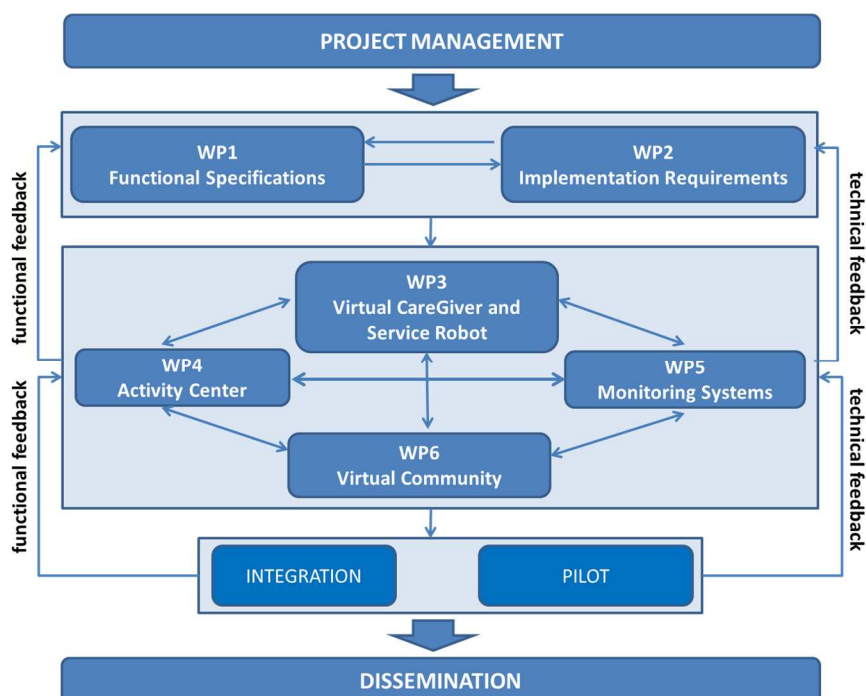 PROJECT MANAGEMENT
WP1
Functional Specifications
WP2
Implementation Requirements
functional feedback
technical feedback
WP3
Virtual CareGiver and
Service Robot
WP4
Activity Center
WP5
Monitoring Systems
WP6
Virtual Community
functional feedback
technical feedback
INTEGRATION
PILOT
DISSEMINATION